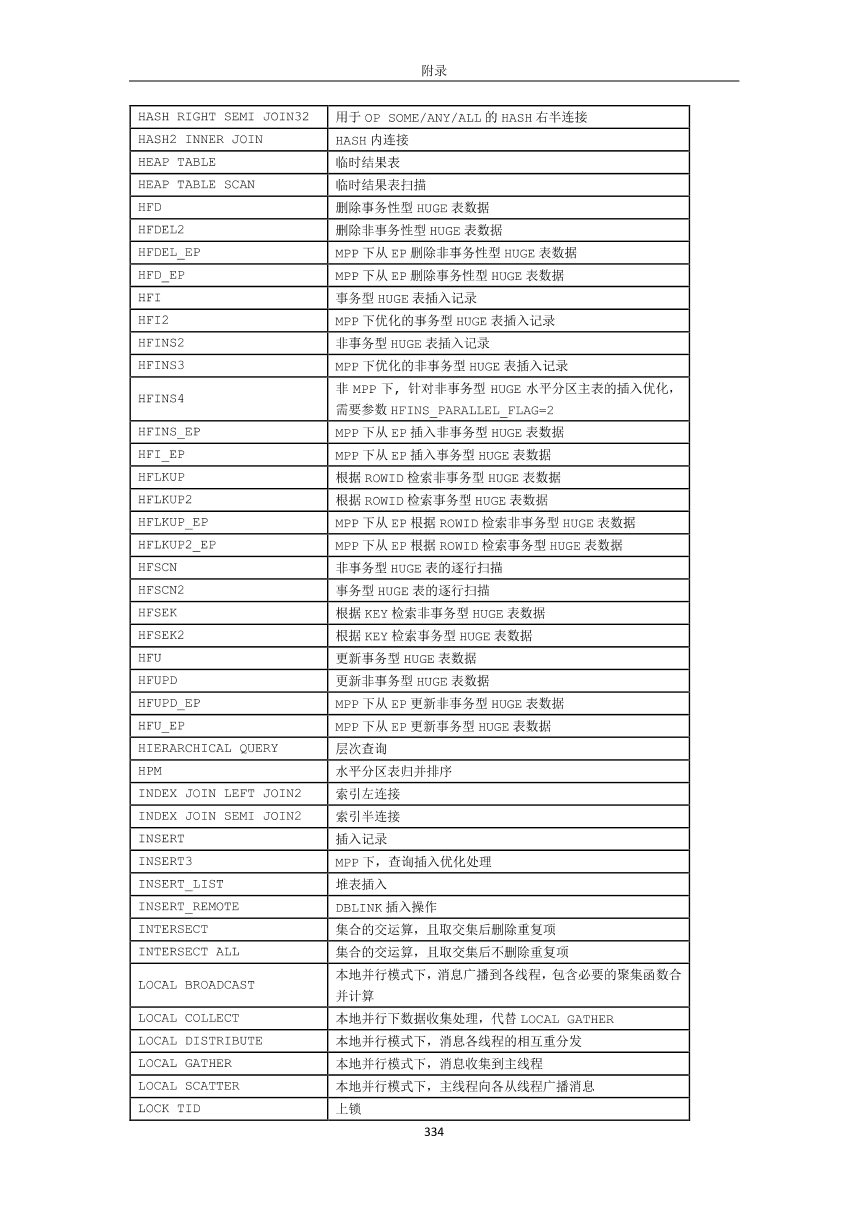 附录
HASH RIGHT SEMI JOIN32 用于 OP SOME/ANY/ALL 的 HASH 右半连接
HASH2 INNER JOIN HASH 内连接
HEAP TABLE 临时结果表
HEAP TABLE SCAN 临时结果表扫描
HFD 删除事务性型 HUGE 表数据
HFDEL2 删除非事务性型 HUGE 表数据
HFDEL_EP MPP 下从 EP 删除非事务性型 HUGE 表数据
HFD_EP MPP 下从 EP 删除事务性型 HUGE 表数据
HFI 事务型 HUGE 表插入记录
HFI2 MPP 下优化的事务型 HUGE 表插入记录
HFINS2 非事务型 HUGE 表插入记录
HFINS3 MPP 下优化的非事务型 HUGE 表插入记录
HFINS4 非 MPP 下, 针对非事务型 HUGE 水平分区主表的插入优化，
需要参数 HFINS_PARALLEL_FLAG=2
HFINS_EP MPP 下从 EP 插入非事务型 HUGE 表数据
HFI_EP MPP 下从 EP 插入事务型 HUGE 表数据
HFLKUP 根据 ROWID 检索非事务型 HUGE 表数据
HFLKUP2 根据 ROWID 检索事务型 HUGE 表数据
HFLKUP_EP MPP 下从 EP 根据 ROWID 检索非事务型 HUGE 表数据
HFLKUP2_EP MPP 下从 EP 根据 ROWID 检索事务型 HUGE 表数据
HFSCN 非事务型 HUGE 表的逐行扫描
HFSCN2 事务型 HUGE 表的逐行扫描
HFSEK 根据 KEY 检索非事务型 HUGE 表数据
HFSEK2 根据 KEY 检索事务型 HUGE 表数据
HFU 更新事务型 HUGE 表数据
HFUPD 更新非事务型 HUGE 表数据
HFUPD_EP MPP 下从 EP 更新非事务型 HUGE 表数据
HFU_EP MPP 下从 EP 更新事务型 HUGE 表数据
HIERARCHICAL QUERY 层次查询
HPM 水平分区表归并排序
INDEX JOIN LEFT JOIN2 索引左连接
INDEX JOIN SEMI JOIN2 索引半连接
INSERT 插入记录
INSERT3 MPP 下，查询插入优化处理
INSERT_LIST 堆表插入
INSERT_REMOTE DBLINK 插入操作
INTERSECT 集合的交运算，且取交集后删除重复项
INTERSECT ALL 集合的交运算，且取交集后不删除重复项
LOCAL BROADCAST 本地并行模式下，消息广播到各线程，包含必要的聚集函数合
并计算
LOCAL COLLECT 本地并行下数据收集处理，代替 LOCAL GATHER
LOCAL DISTRIBUTE 本地并行模式下，消息各线程的相互重分发
LOCAL GATHER 本地并行模式下，消息收集到主线程
LOCAL SCATTER 本地并行模式下，主线程向各从线程广播消息
LOCK TID 上锁
334